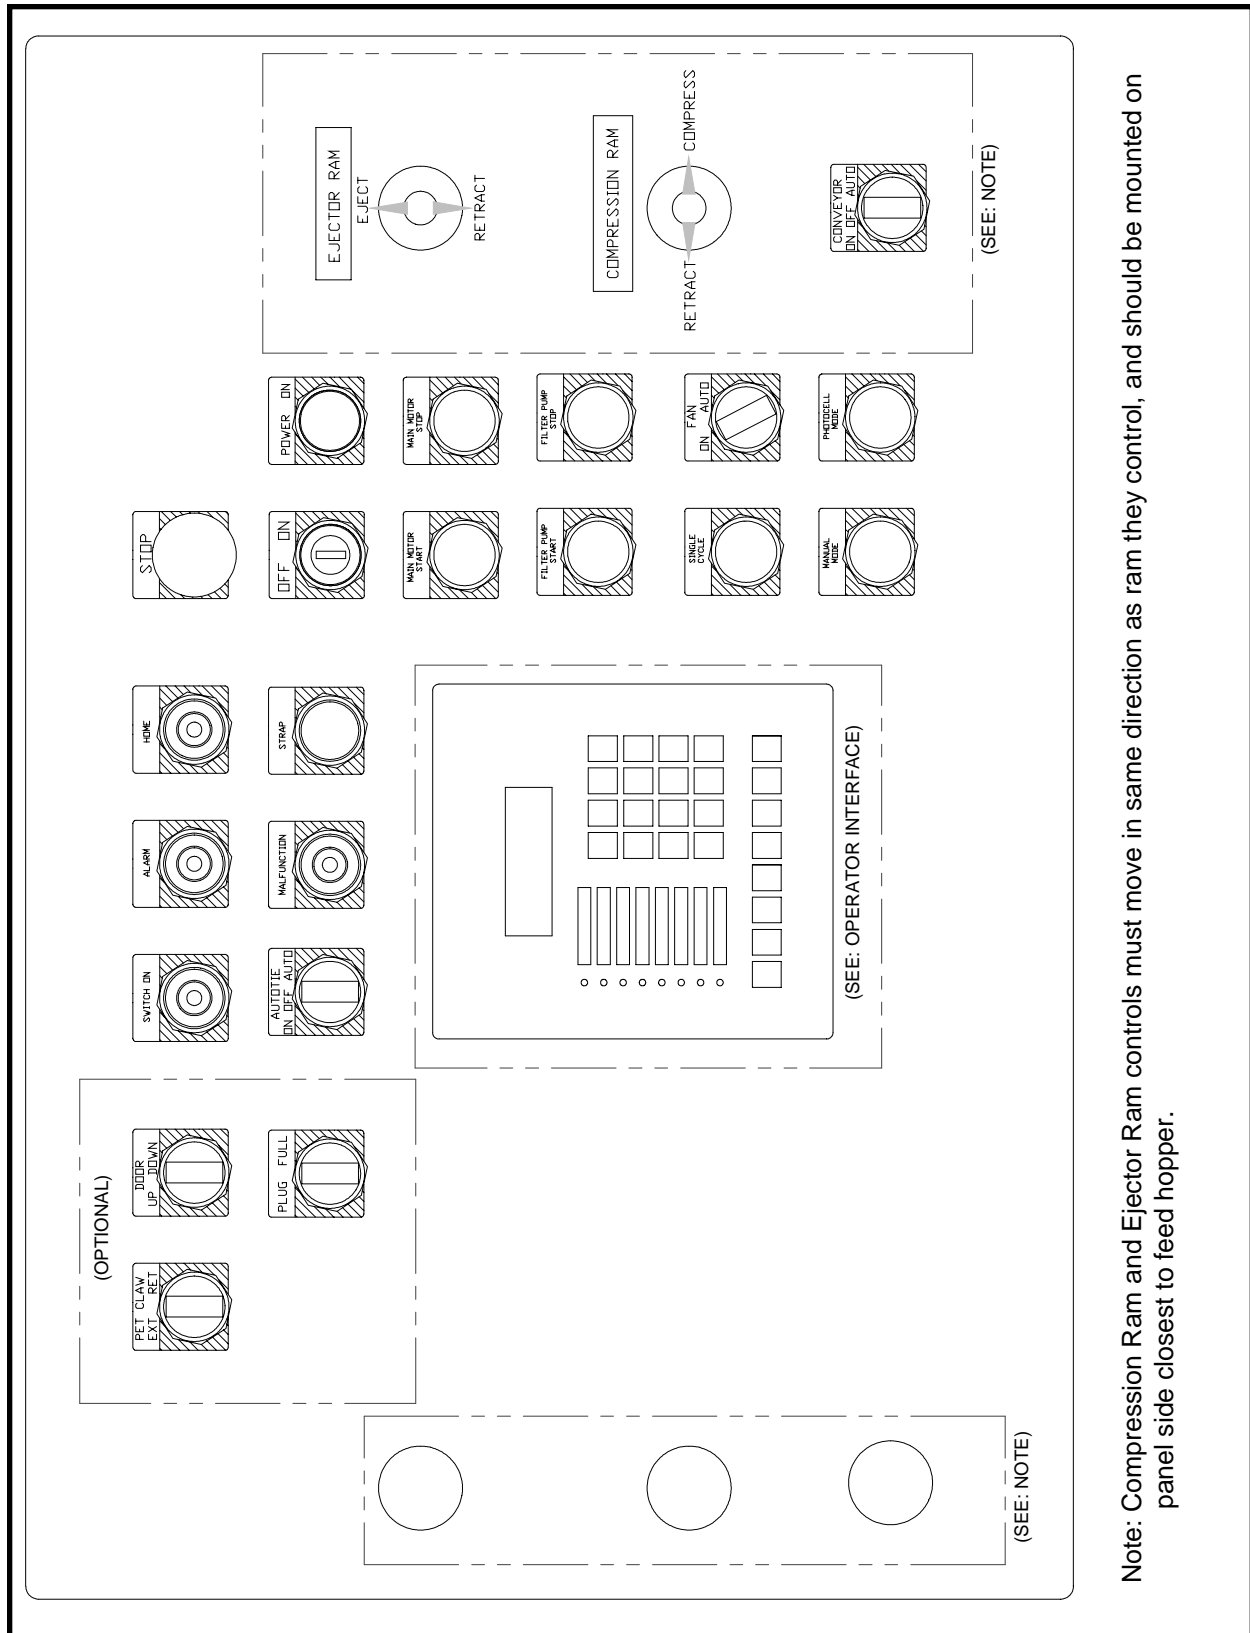 (OPTIONAL)
PET CLAW
EXT RET
DOOR
UP DOWN
SWITCH ON
ALARM
HOME
STOP
PLUG FULL
AUTOTIE
ON OFF AUTO
MALFUNCTION
STRAP
OFF ON
POWER ON
MAIN MOTOR
START
MAIN MOTOR
STOP
FILTER PUMP
START
FILTER PUMP
STOP
SINGLE
CYCLE
FAN
ON AUTO
MANUAL
MODE
PHOTOCELL
MODE
EJECTOR RAM
EJECT
RETRACT
COMPRESSION RAM
RETRACT
COMPRESS
CONVEYOR
ON OFF AUTO
(SEE: NOTE)
(SEE: OPERATOR INTERFACE)
(SEE: NOTE)
Note: Compression Ram and Ejector Ram controls must move in same direction as ram they control, and should be mounted on
panel side closest to feed hopper.